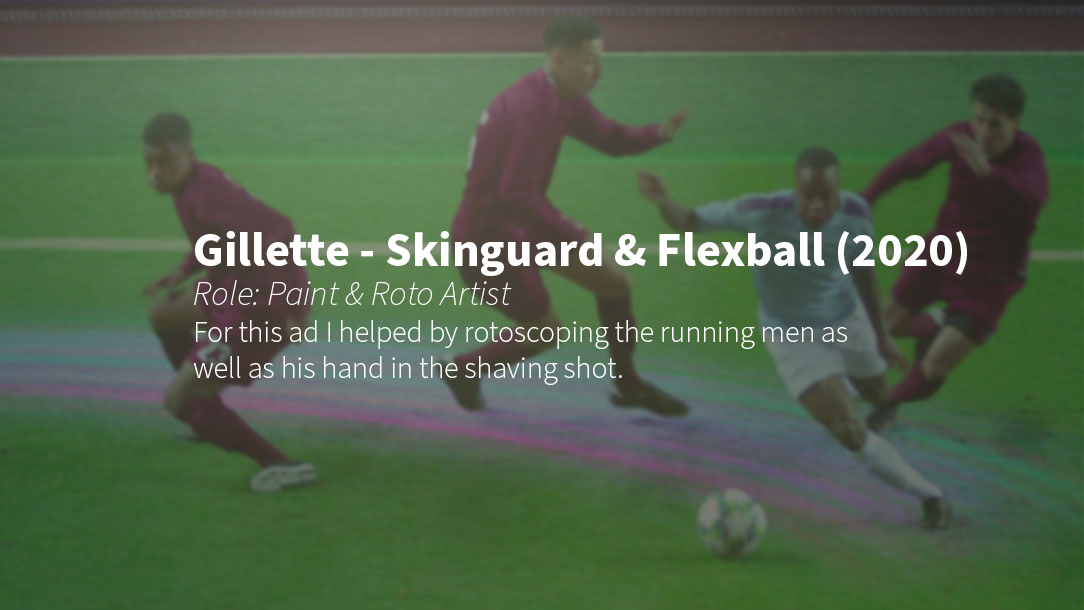 Gillette - Skinguard & Flexball (2020)
Role: Paint & Roto Artist
For this ad I helped by rotoscoping the running men as
well as his hand in the shaving shot.